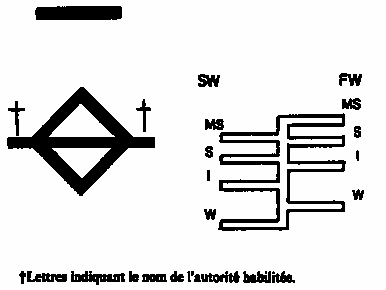 SW FW
MS
MS
S
S
I
I
W
W
† †
†Lettres indiquant le nom de l'autorité habilitée.